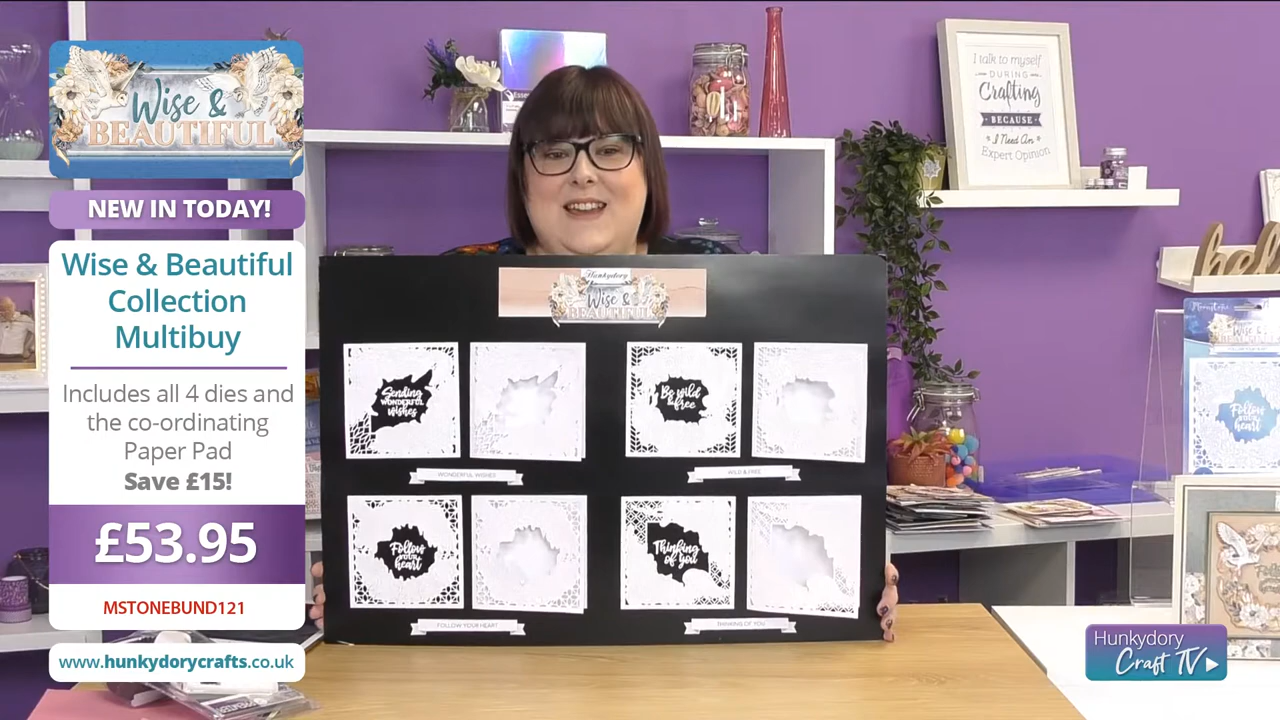 Wise &
BEAUTIFUL
NEW IN TODAY!
Wise & Beautiful
Collection
Multibuy
Includes all 4 dies and
the co-ordinating
Paper Pad
Save £15!
£53.95
MSTONEBUND121
www.hunkydorycrafts.co.uk
I talk to myself
DURING
Crafting
BECAUSE
I Need An
Expert Opinion
Hunkydory
Wise &
BEAUTIFUL
Sending
WONDERFUL
wishes
Be wild
& free
WONDERFUL WISHES
WILD & FREE
Follow
YOUR
heart
Thinking
of you
FOLLOW YOUR HEART
THINKING OF YOU
Moonstone
Wise &
Follow
YOUR
heart
Hunkydory
Craft TV